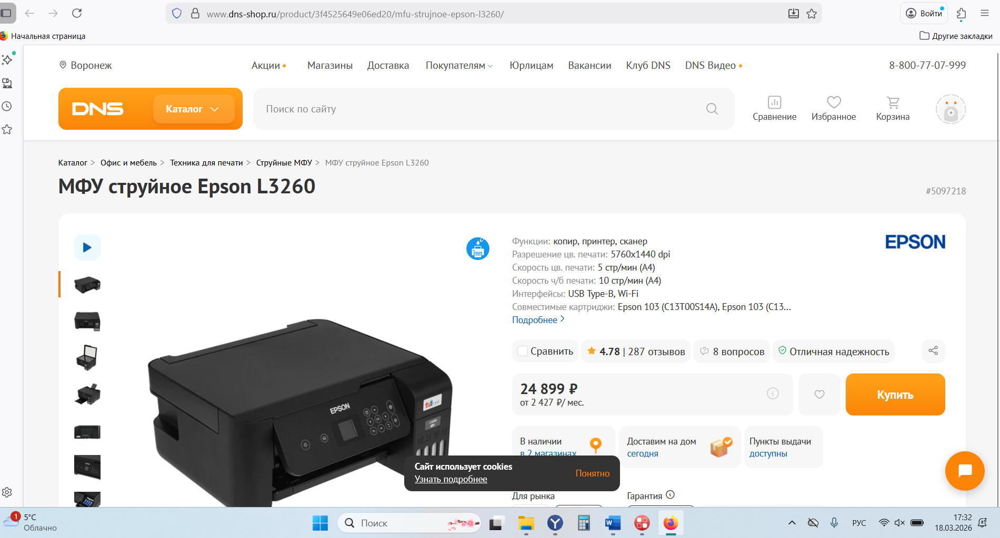 www.dns-shop.ru/product/3f4525649e06ed20/mfu-strujnoe-epson-l3260/
Войти
Начальная страница
Другие закладки
Воронеж
Акции
Магазины
Доставка
Покупателям
Юрлицам
Вакансии
Клуб DNS
DNS Видео
8-800-77-07-999
DNS
Каталог
Поиск по сайту
Сравнение
Избранное
Корзина
Каталог > Офис и мебель > Техника для печати > Струйные МФУ > МФУ струйное Epson L3260
МФУ струйное Epson L3260
#5097218
Функции: копир, принтер, сканер
EPSON
Разрешение цв. печати: 5760x1440 dpi
Скорость цв. печати: 5 стр/мин (А4)
Скорость ч/б печати: 10 стр/мин (А4)
Интерфейсы: USB Type-B, Wi-Fi
Совместимые картриджи: Epson 103 (C13T00S14A), Epson 103 (C13...
Подробнее
Сравнить
4.78 | 287 отзывов
8 вопросов
Отличная надежность
EPSON
24 899 ₽
от 2 427 ₽/ мес.
Купить
В наличии
в 2 магазинах
Доставим на дом
сегодня
Пункты выдачи
доступны
Сайт использует cookies
Узнать подробнее
Понятно
Для рынка
Гарантия
1
5°C
Облачно
Поиск
РУС
17:32
18.03.2026